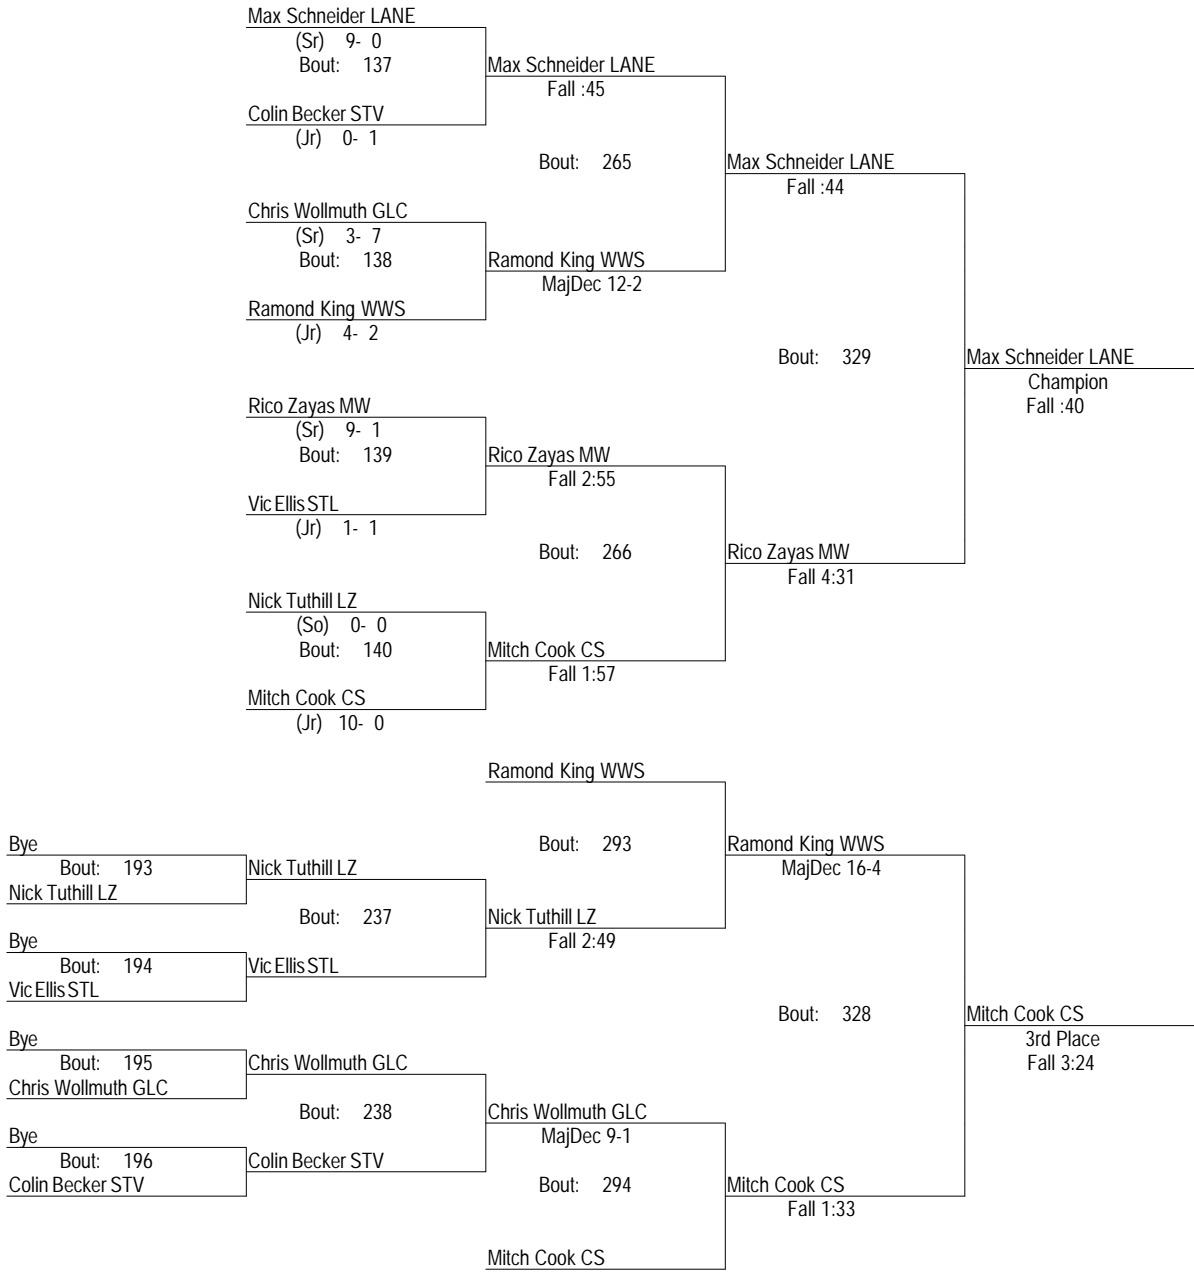 Max Schneider LANE
(Sr) 9- 0
Bout: 137
Max Schneider LANE
Fall :45
Colin Becker STV
(Jr) 0- 1
Bout: 265
Max Schneider LANE
Fall :44
Chris Wollmuth GLC
(Sr) 3- 7
Bout: 138
Ramond King WWS
MajDec 12-2
Ramond King WWS
(Jr) 4- 2
Bout: 329
Max Schneider LANE
Champion
Fall :40
Rico Zayas MW
(Sr) 9- 1
Bout: 139
Rico Zayas MW
Fall 2:55
Vic Ellis STL
(Jr) 1- 1
Bout: 266
Rico Zayas MW
Fall 4:31
Nick Tuthill LZ
(So) 0- 0
Bout: 140
Mitch Cook CS
Fall 1:57
Mitch Cook CS
(Jr) 10- 0
Ramond King WWS
Bout: 293
Ramond King WWS
MajDec 16-4
Bye
Bout: 193
Nick Tuthill LZ
Nick Tuthill LZ
Bout: 237
Nick Tuthill LZ
Fall 2:49
Bye
Bout: 194
Vic Ellis STL
Vic Ellis STL
Bout: 328
Mitch Cook CS
3rd Place
Fall 3:24
Bye
Bout: 195
Chris Wollmuth GLC
Chris Wollmuth GLC
Bout: 238
Chris Wollmuth GLC
MajDec 9-1
Bye
Bout: 196
Colin Becker STV
Colin Becker STV
Bout: 294
Mitch Cook CS
Fall 1:33
Mitch Cook CS